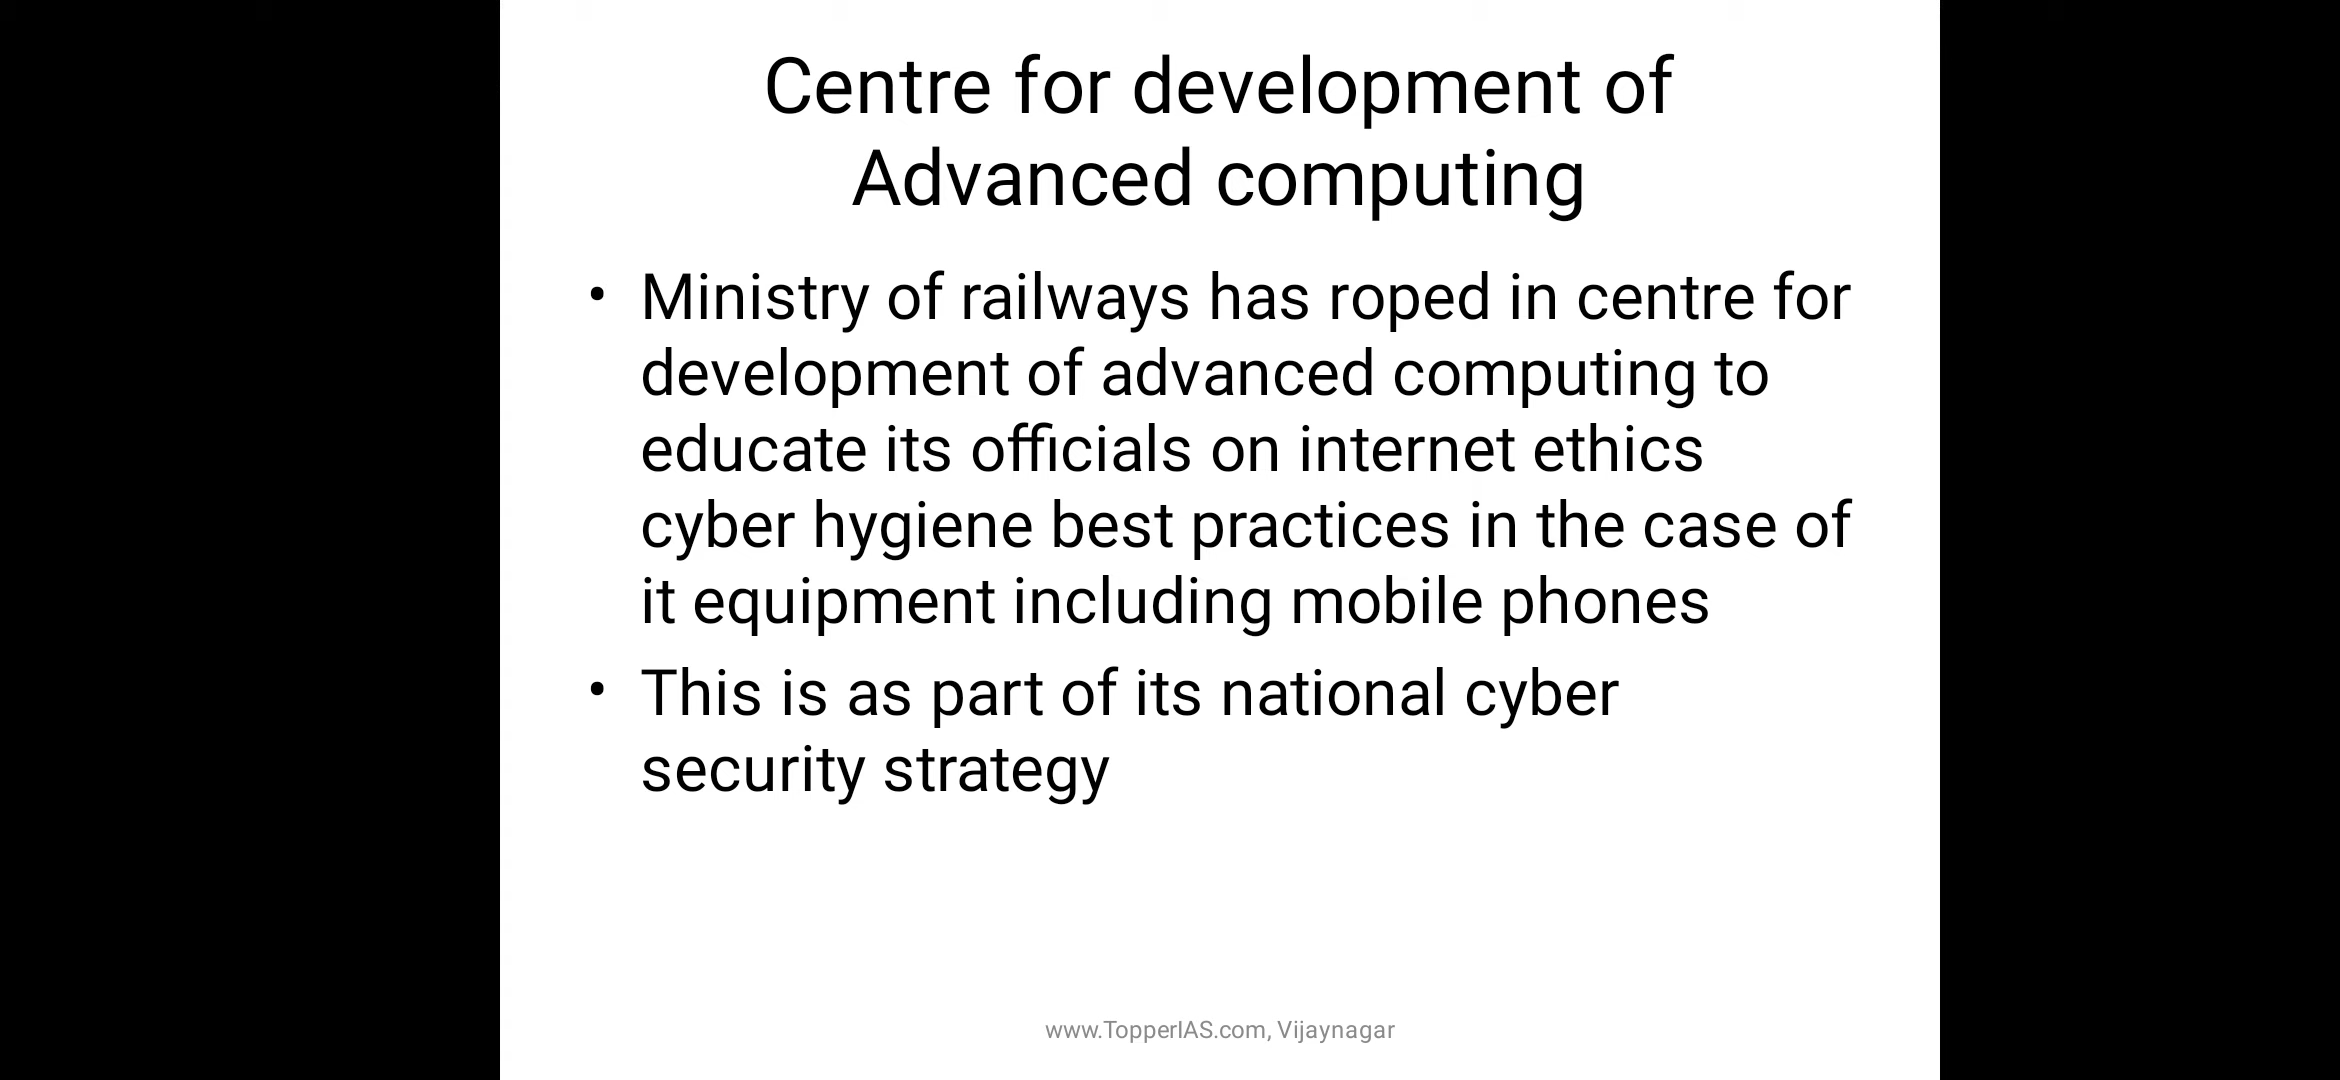 Centre for development of
Advanced computing
• Ministry of railways has roped in centre for
development of advanced computing to
educate its officials on internet ethics
cyber hygiene best practices in the case of
it equipment including mobile phones
• This is as part of its national cyber
security strategy
www.TopperIAS.com, Vijaynagar